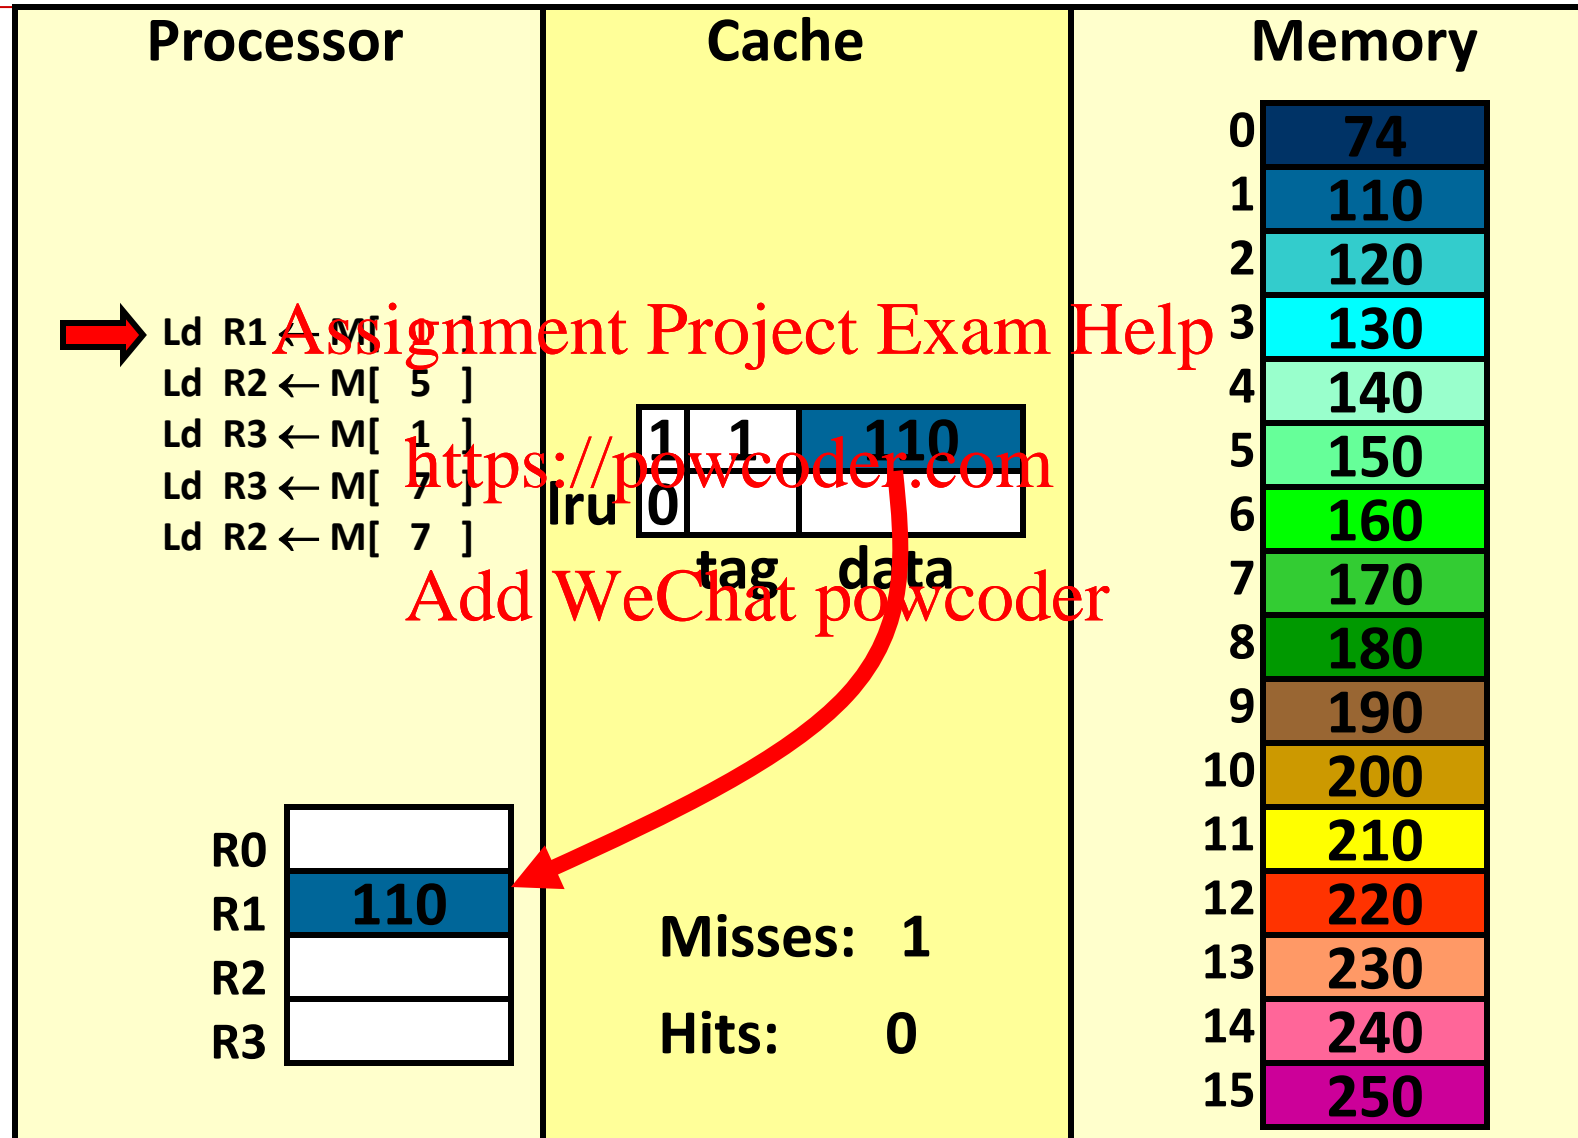 Processor
Cache
Memory
Ld R1 ← M[ 1 ]
Ld R2 ← M[ 5 ]
Ld R3 ← M[ 1 ]
Ld R3 ← M[ 7 ]
Ld R2 ← M[ 7 ]
Assignment Project Exam Help
https://powcoder.com
Add WeChat powcoder
1 1 110
lru 0
tag data
R0
R1 110
R2
R3
Misses: 1
Hits: 0
0 74
1 110
2 120
3 130
4 140
5 150
6 160
7 170
8 180
9 190
10 200
11 210
12 220
13 230
14 240
15 250